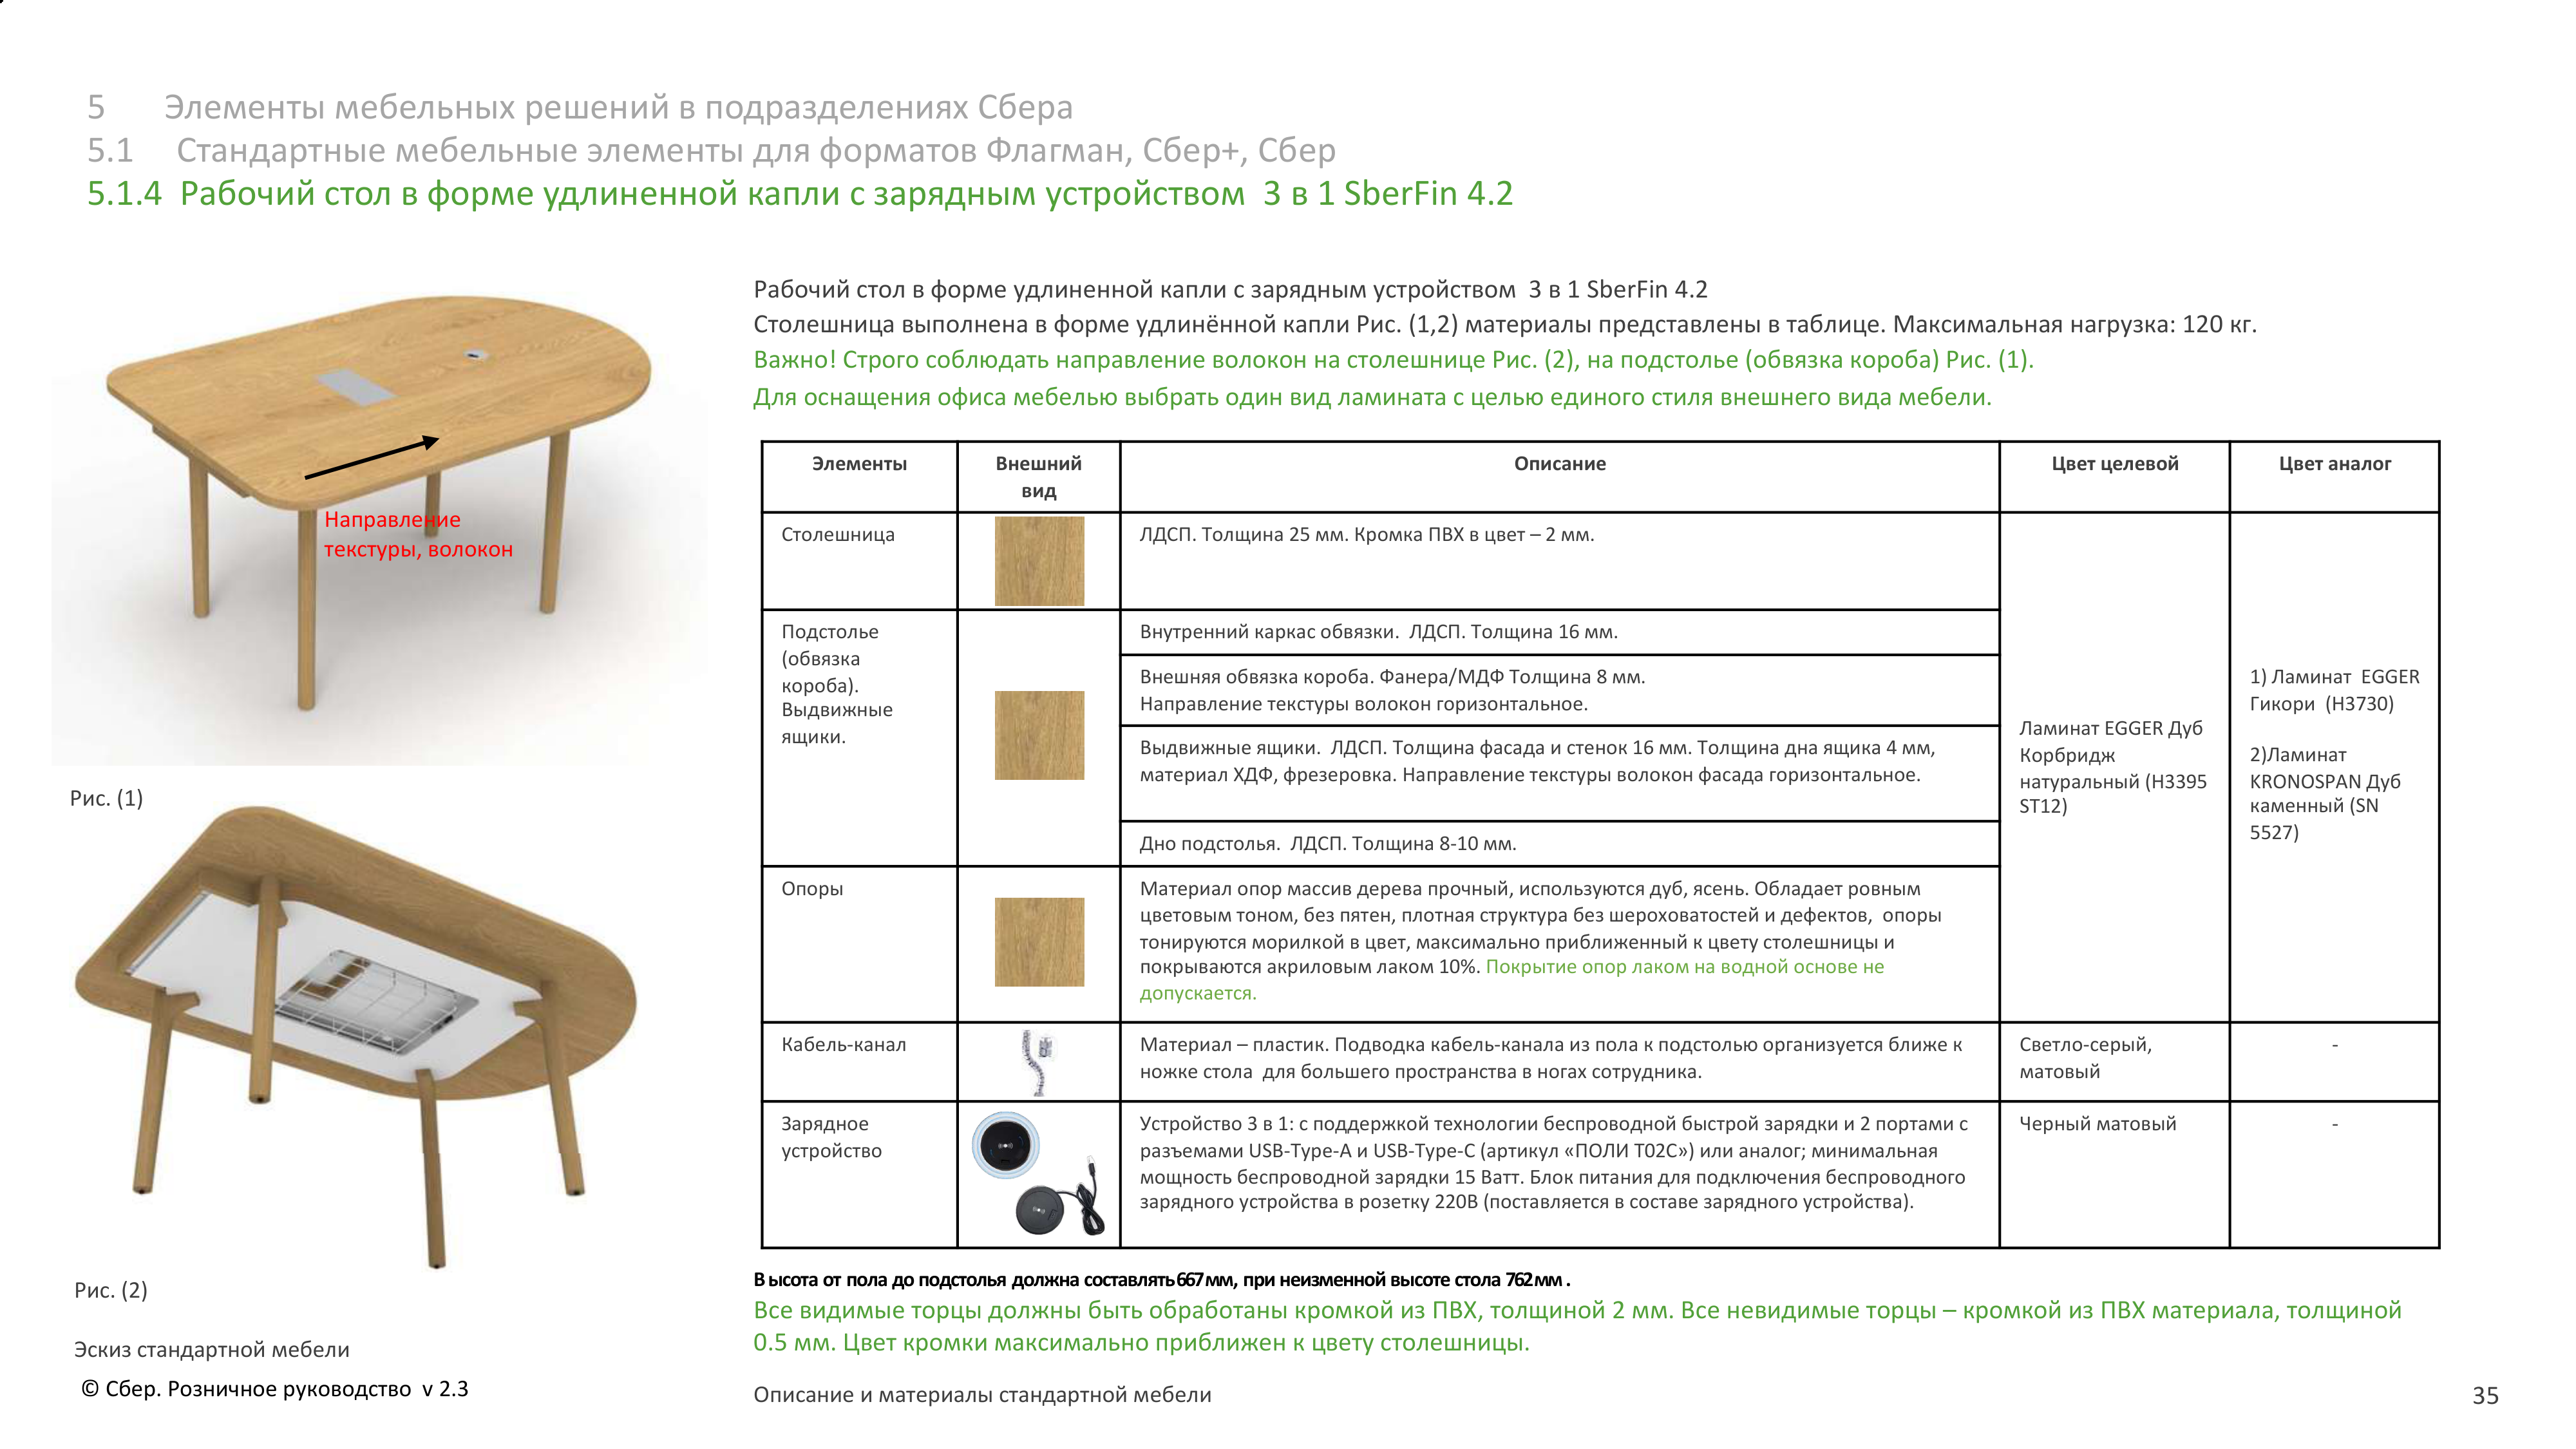 5 Элементы мебельных решений в подразделениях Сбера
5.1 Стандартные мебельные элементы для форматов Флагман, Сбер+, Сбер
5.1.4 Рабочий стол в форме удлиненной капли с зарядным устройством 3 в 1 SberFin 4.2
Направление
текстуры, волокон
Рис. (1)
Рис. (2)
Эскиз стандартной мебели
© Сбер. Розничное руководство v 2.3
Рабочий стол в форме удлиненной капли с зарядным устройством 3 в 1 SberFin 4.2
Столешница выполнена в форме удлинённой капли Рис. (1,2) материалы представлены в таблице. Максимальная нагрузка: 120 кг.
Важно! Строго соблюдать направление волокон на столешнице Рис. (2), на подстолье (обвязка короба) Рис. (1).
Для оснащения офиса мебелью выбрать один вид ламината с целью единого стиля внешнего вида мебели.
Элементы
Внешний
вид
Описание
Цвет целевой
Цвет аналог
Столешница
ЛДСП. Толщина 25 мм. Кромка ПВХ в цвет – 2 мм.
Подстолье
(обвязка
короба).
Выдвижные
ящики.
Внутренний каркас обвязки. ЛДСП. Толщина 16 мм.
Внешняя обвязка короба. Фанера/МДФ Толщина 8 мм.
Направление текстуры волокон горизонтальное.
Выдвижные ящики. ЛДСП. Толщина фасада и стенок 16 мм. Толщина дна ящика 4 мм,
материал ХДФ, фрезеровка. Направление текстуры волокон фасада горизонтальное.
Дно подстолья. ЛДСП. Толщина 8-10 мм.
Опоры
Материал опор массив дерева прочный, используются дуб, ясень. Обладает ровным
цветовым тоном, без пятен, плотная структура без шероховатостей и дефектов, опоры
тонируются морилкой в цвет, максимально приближенный к цвету столешницы и
покрываются акриловым лаком 10%. Покрытие опор лаком на водной основе не
допускается.
Ламинат EGGER Дуб
Корбридж
натуральный (H3395
ST12)
1) Ламинат EGGER
Гикори (H3730)
2)Ламинат
KRONOSPAN Дуб
каменный (SN
5527)
Кабель-канал
Материал – пластик. Подводка кабель-канала из пола к подстолью организуется ближе к
ножке стола для большего пространства в ногах сотрудника.
Светло-серый,
матовый
-
Зарядное
устройство
Устройство 3 в 1: с поддержкой технологии беспроводной быстрой зарядки и 2 портами с
разъемами USB-Type-A и USB-Type-C (артикул «ПОЛИ T02C») или аналог; минимальная
мощность беспроводной зарядки 15 Ватт. Блок питания для подключения беспроводного
зарядного устройства в розетку 220В (поставляется в составе зарядного устройства).
Черный матовый
-
Высота от пола до подстолья должна составлять 667 мм, при неизменной высоте стола 762 мм .
Все видимые торцы должны быть обработаны кромкой из ПВХ, толщиной 2 мм. Все невидимые торцы – кромкой из ПВХ материала, толщиной
0.5 мм. Цвет кромки максимально приближен к цвету столешницы.
Описание и материалы стандартной мебели
35